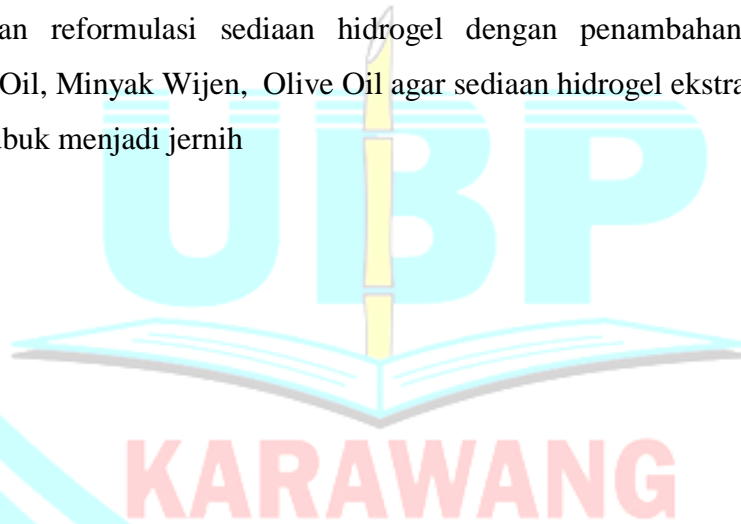 an reformulasi sediaan hidrogel dengan penambahan
Oil, Minyak Wijen, Olive Oil agar sediaan hidrogel ekstra
buk menjadi jernih
UBP
KARAWANG